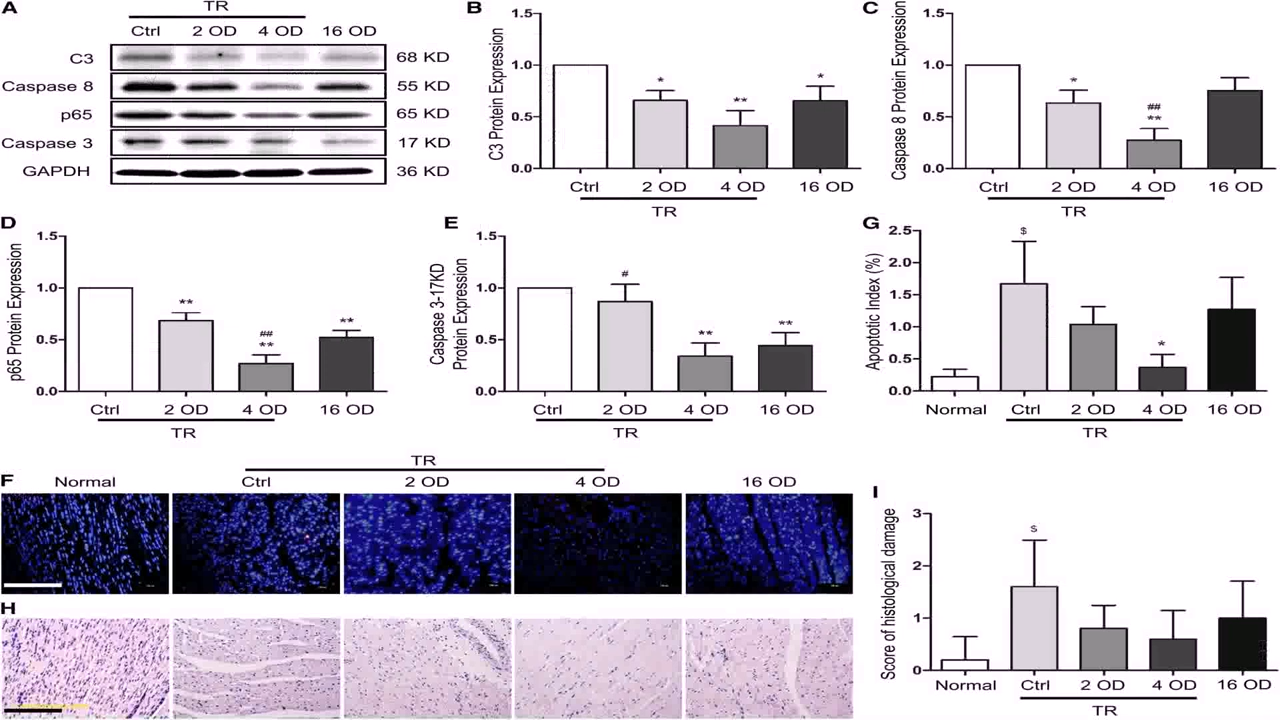 A
TR
Ctrl 2 OD 4 OD 16 OD
C3 68 KD
Caspase 8 55 KD
p65 65 KD
Caspase 3 17 KD
GAPDH 36 KD
B
C3 Protein Expression
1.5
1.0
0.5
0.0
*
**
*
Ctrl 2 OD 4 OD 16 OD
TR
C
Caspase 8 Protein Expression
1.5
1.0
0.5
0.0
*
##
**
Ctrl 2 OD 4 OD 16 OD
TR
D
p65 Protein Expression
1.5
1.0
0.5
0.0
**
##
**
**
Ctrl 2 OD 4 OD 16 OD
TR
E
Caspase 3-17KD
Protein Expression
1.5
1.0
0.5
0.0
#
**
**
Ctrl 2 OD 4 OD 16 OD
TR
G
Apoptotic Index (%)
2.5
2.0
1.5
1.0
0.5
0.0
$
*
Normal Ctrl 2 OD 4 OD 16 OD
TR
F
TR
Normal Ctrl 2 OD 4 OD 16 OD
H
I
Score of histological damage
3
2
1
0
$
Normal Ctrl 2 OD 4 OD 16 OD
TR